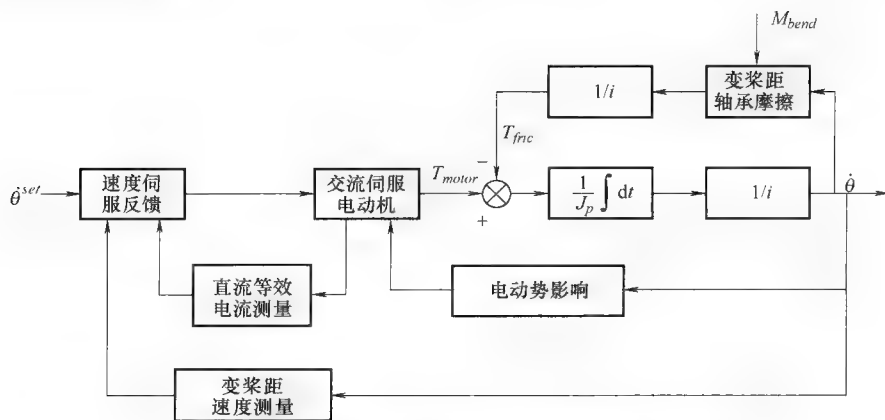 M_bend
变桨距
轴承摩擦
1/i
T_fric
−
θ̇^set
速度伺
服反馈
交流伺服
电动机
T_motor
+
1/J_p ∫ dt
1/i
θ̇
直流等效
电流测量
电动势影响
变桨距
速度测量